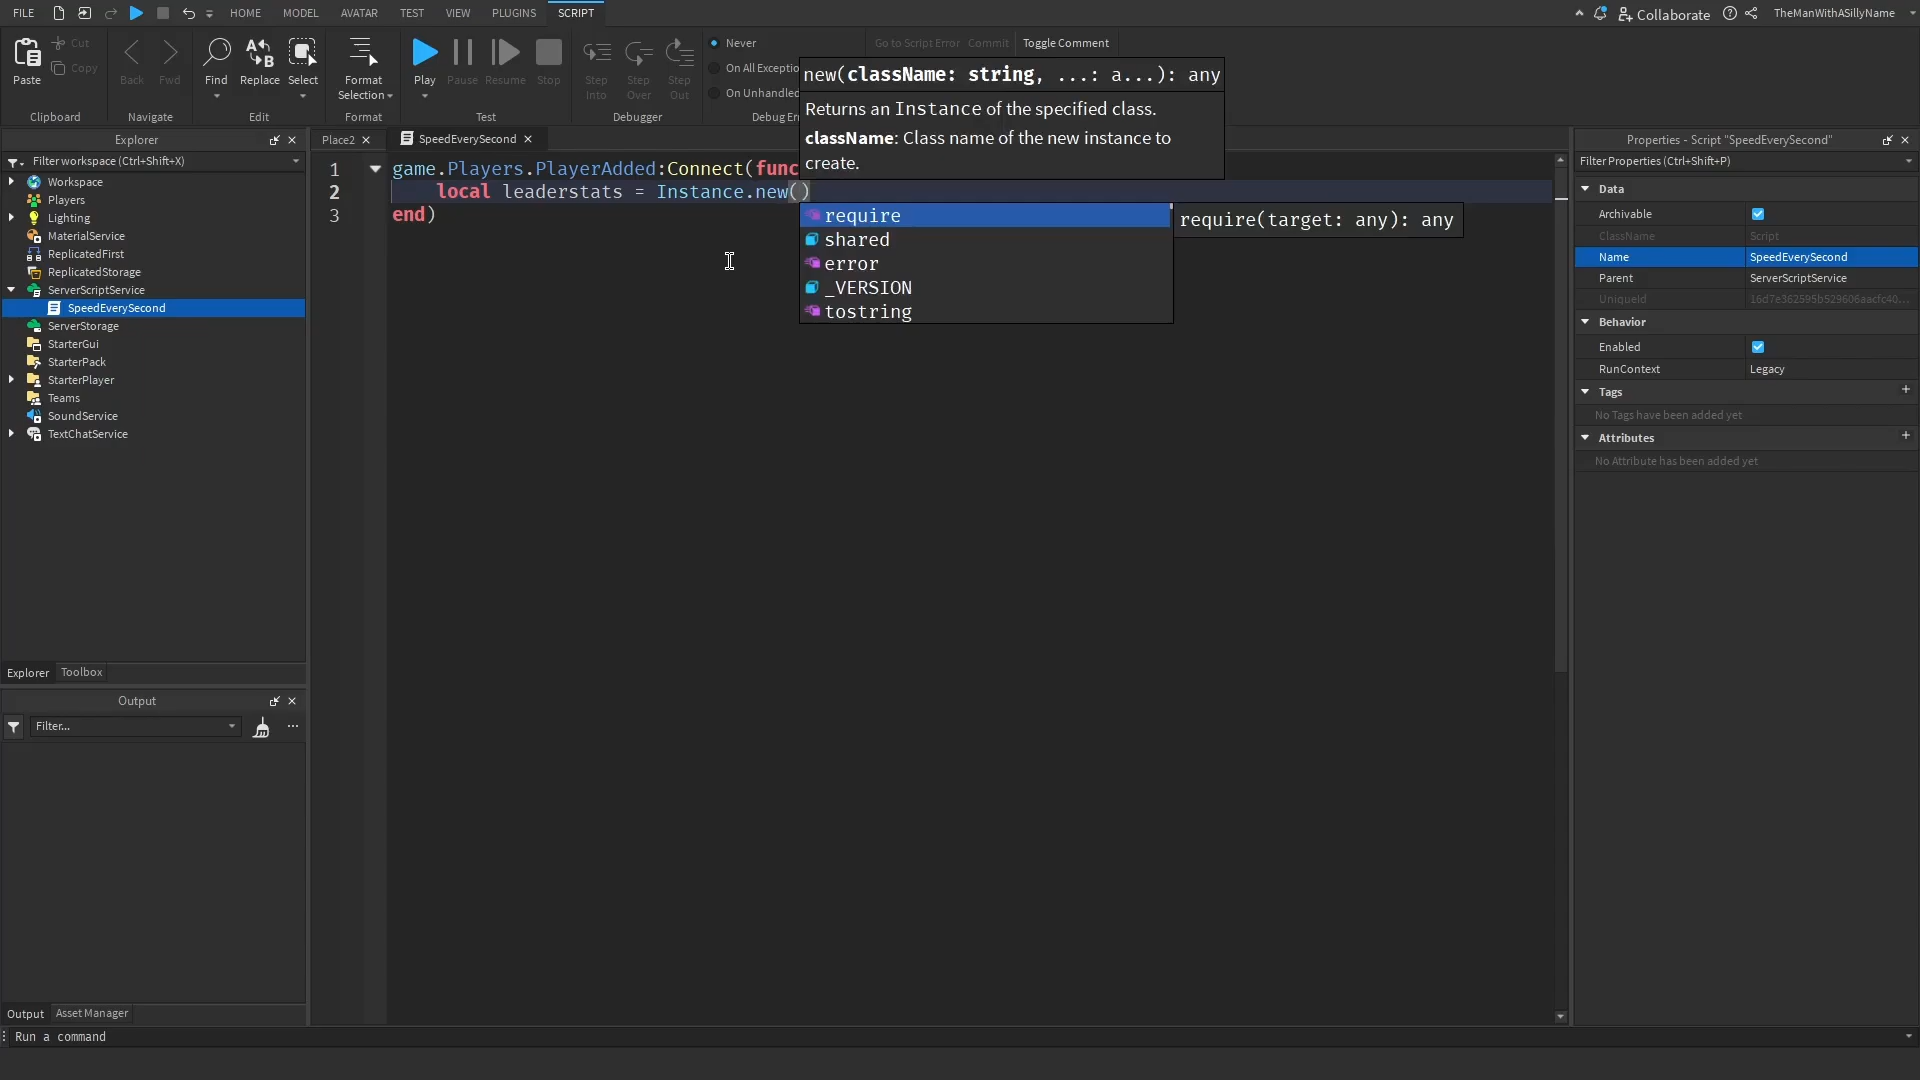 FILE HOME MODEL AVATAR TEST VIEW PLUGINS SCRIPT Collaborate TheManWithASillyName
Paste Cut Copy
Back Fwd
Find Replace Select
Format Selection
Play Pause Resume Stop
Step Into Step Over Step Out
Never
On All Exceptio
On Unhandled
Go to Script Error Commit Toggle Comment
Clipboard Navigate Edit Format Test Debugger Debug Er
new(className: string, ...: a...): any
Returns an Instance of the specified class.
className: Class name of the new instance to
create.
Explorer
Filter workspace (Ctrl+Shift+X)
Workspace
Players
Lighting
MaterialService
ReplicatedFirst
ReplicatedStorage
ServerScriptService
SpeedEverySecond
ServerStorage
StarterGui
StarterPack
StarterPlayer
Teams
SoundService
TextChatService
Explorer Toolbox
Output
Filter...
Output Asset Manager
Run a command
Place2 SpeedEverySecond
1 game.Players.PlayerAdded:Connect(func
2 local leaderstats = Instance.new()
3 end)
require
shared
error
_VERSION
tostring
require(target: any): any
Properties - Script "SpeedEverySecond"
Filter Properties (Ctrl+Shift+P)
Data
Archivable
ClassName Script
Name SpeedEverySecond
Parent ServerScriptService
UniqueId 16d7e362595b529606aacfc40...
Behavior
Enabled
RunContext Legacy
Tags
No Tags have been added yet
Attributes
No Attribute has been added yet